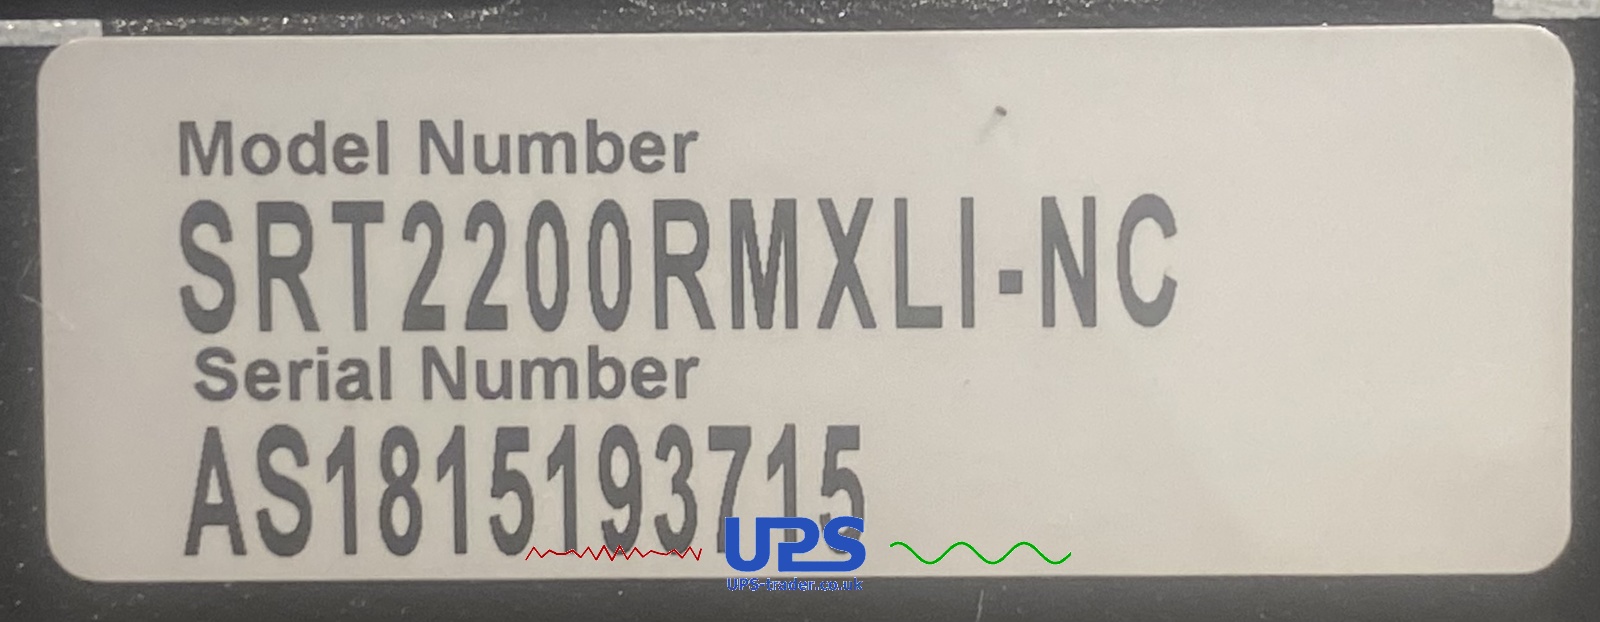 Model Number
SRT2200RMXLI-NC
Serial Number
AS1815193715
UPS
UPS-trader.co.uk